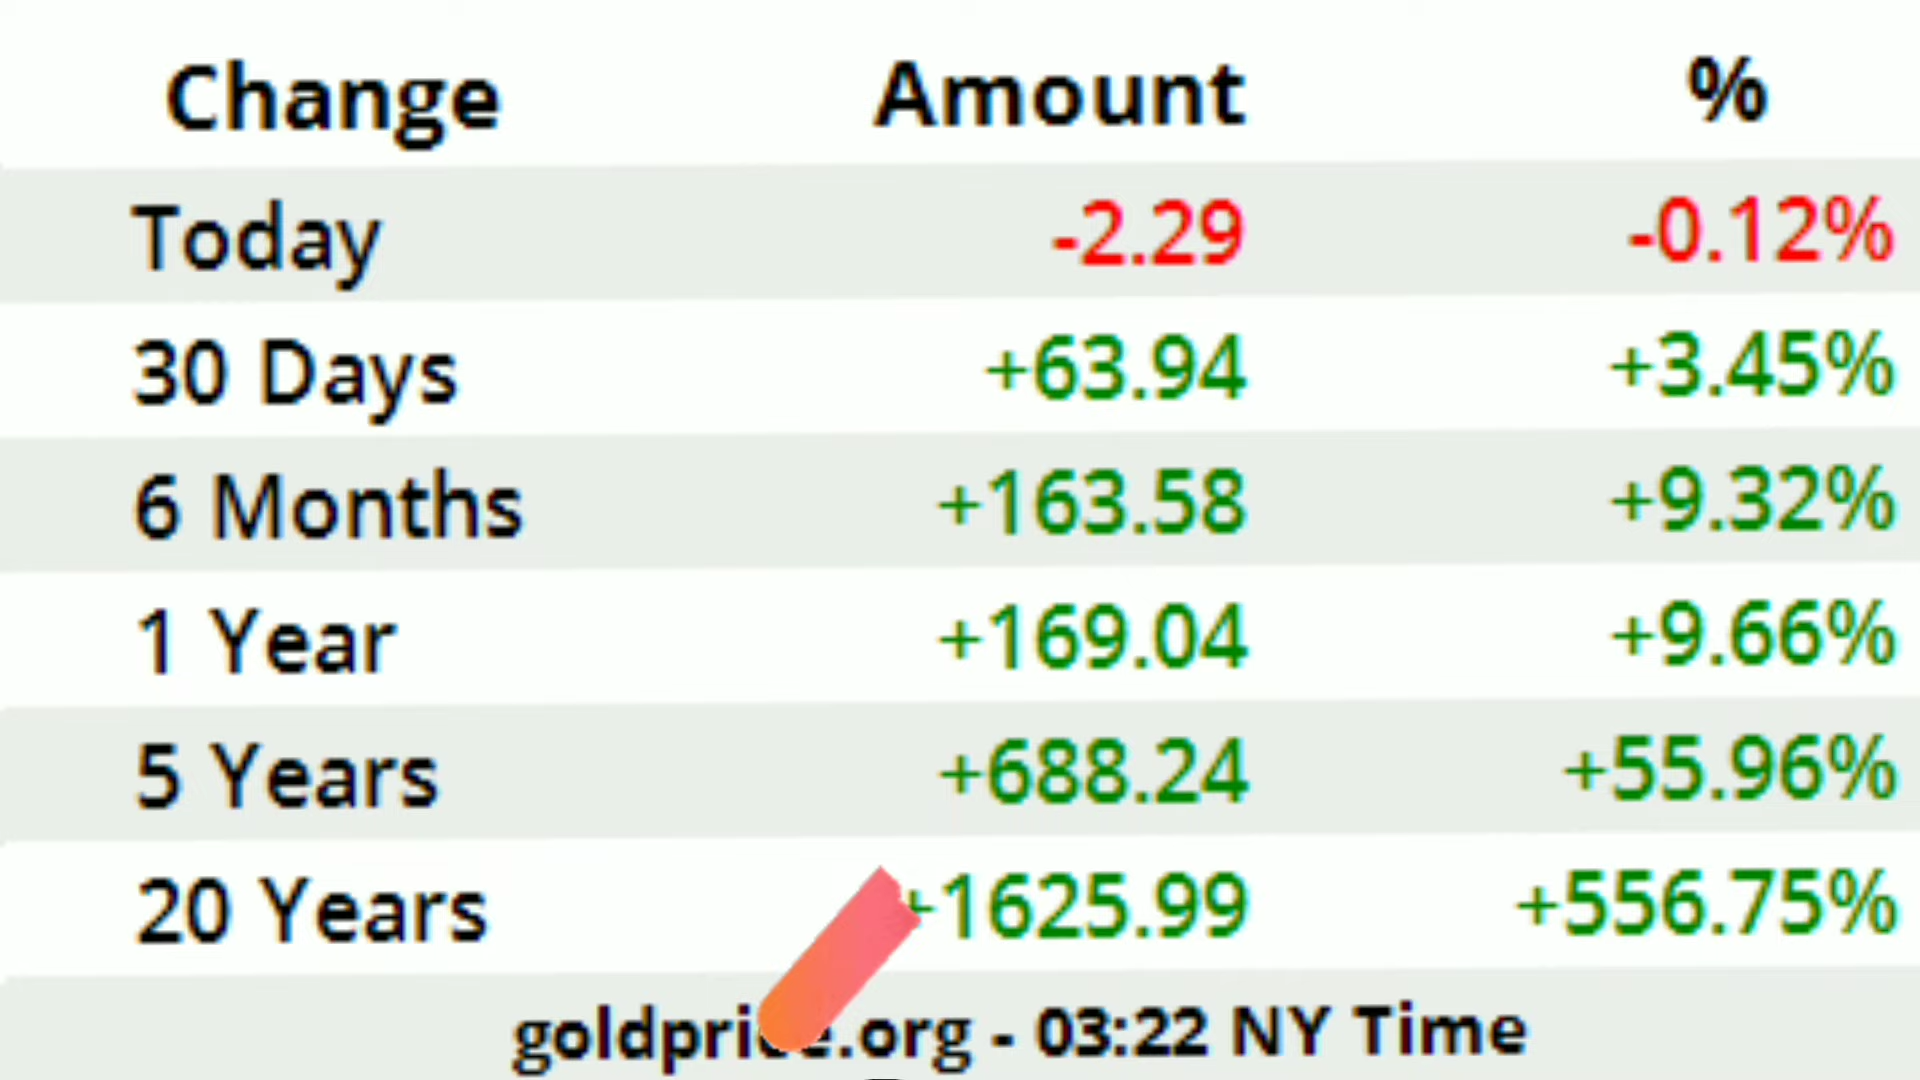 Change Amount %
Today -2.29 -0.12%
30 Days +63.94 +3.45%
6 Months +163.58 +9.32%
1 Year +169.04 +9.66%
5 Years +688.24 +55.96%
20 Years +1625.99 +556.75%
goldprice.org - 03:22 NY Time